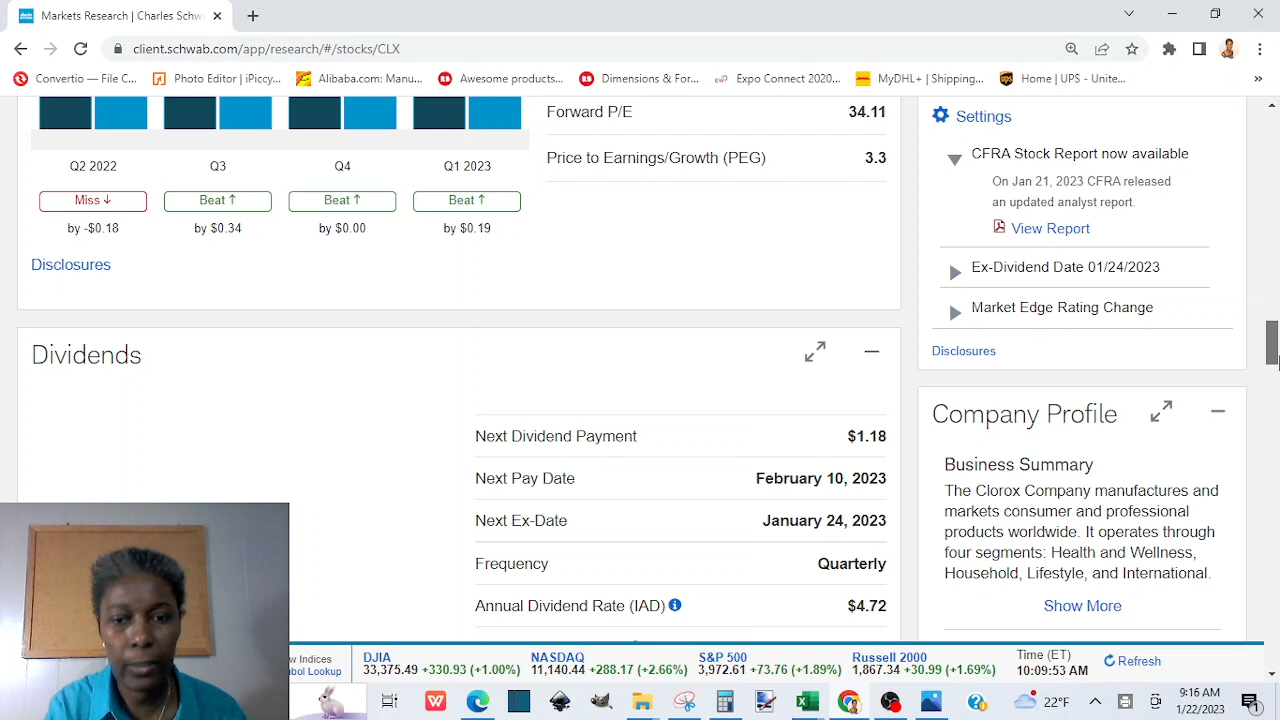 Markets Research | Charles Schw
client.schwab.com/app/research/#/stocks/CLX
Convertio — File C...
Photo Editor | iPiccy...
Alibaba.com: Manu...
Awesome products...
Dimensions & For...
Expo Connect 2020...
MyDHL+ | Shipping...
Home | UPS - Unite...
»
Q2 2022
Q3
Q4
Q1 2023
Miss ↓
Beat ↑
Beat ↑
Beat ↑
by -$0.18
by $0.34
by $0.00
by $0.19
Disclosures
Forward P/E 34.11
Price to Earnings/Growth (PEG) 3.3
Settings
CFRA Stock Report now available
On Jan 21, 2023 CFRA released
an updated analyst report.
View Report
Ex-Dividend Date 01/24/2023
Market Edge Rating Change
Disclosures
Dividends
Next Dividend Payment $1.18
Next Pay Date February 10, 2023
Next Ex-Date January 24, 2023
Frequency Quarterly
Annual Dividend Rate (IAD) $4.72
Company Profile
Business Summary
The Clorox Company manufactures and
markets consumer and professional
products worldwide. It operates through
four segments: Health and Wellness,
Household, Lifestyle, and International.
Show More
w Indices
bol Lookup
DJIA
33,375.49 +330.93 (+1.00%)
NASDAQ
11,140.44 +288.17 (+2.66%)
S&P 500
3,972.61 +73.76 (+1.89%)
Russell 2000
1,867.34 +30.99 (+1.69%)
Time (ET)
10:09:53 AM
Refresh
22°F
9:16 AM
1/22/2023